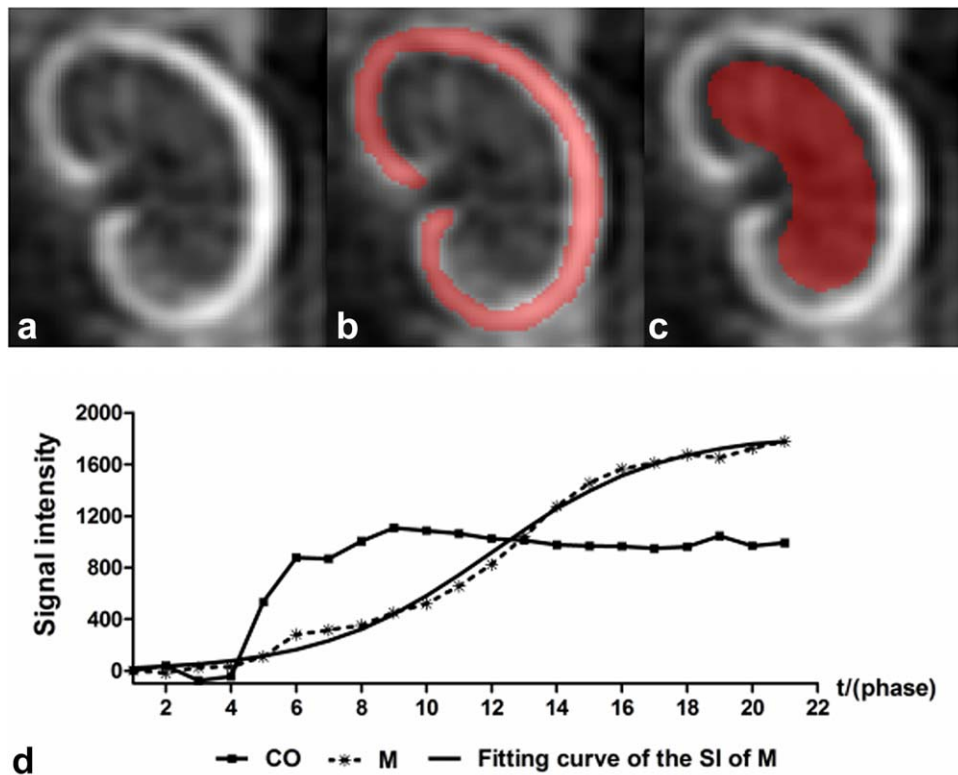 a b c
2000
1600
1200
800
400
0
Signal intensity
2 4 6 8 10 12 14 16 18 20 22
t/(phase)
d
CO M Fitting curve of the SI of M